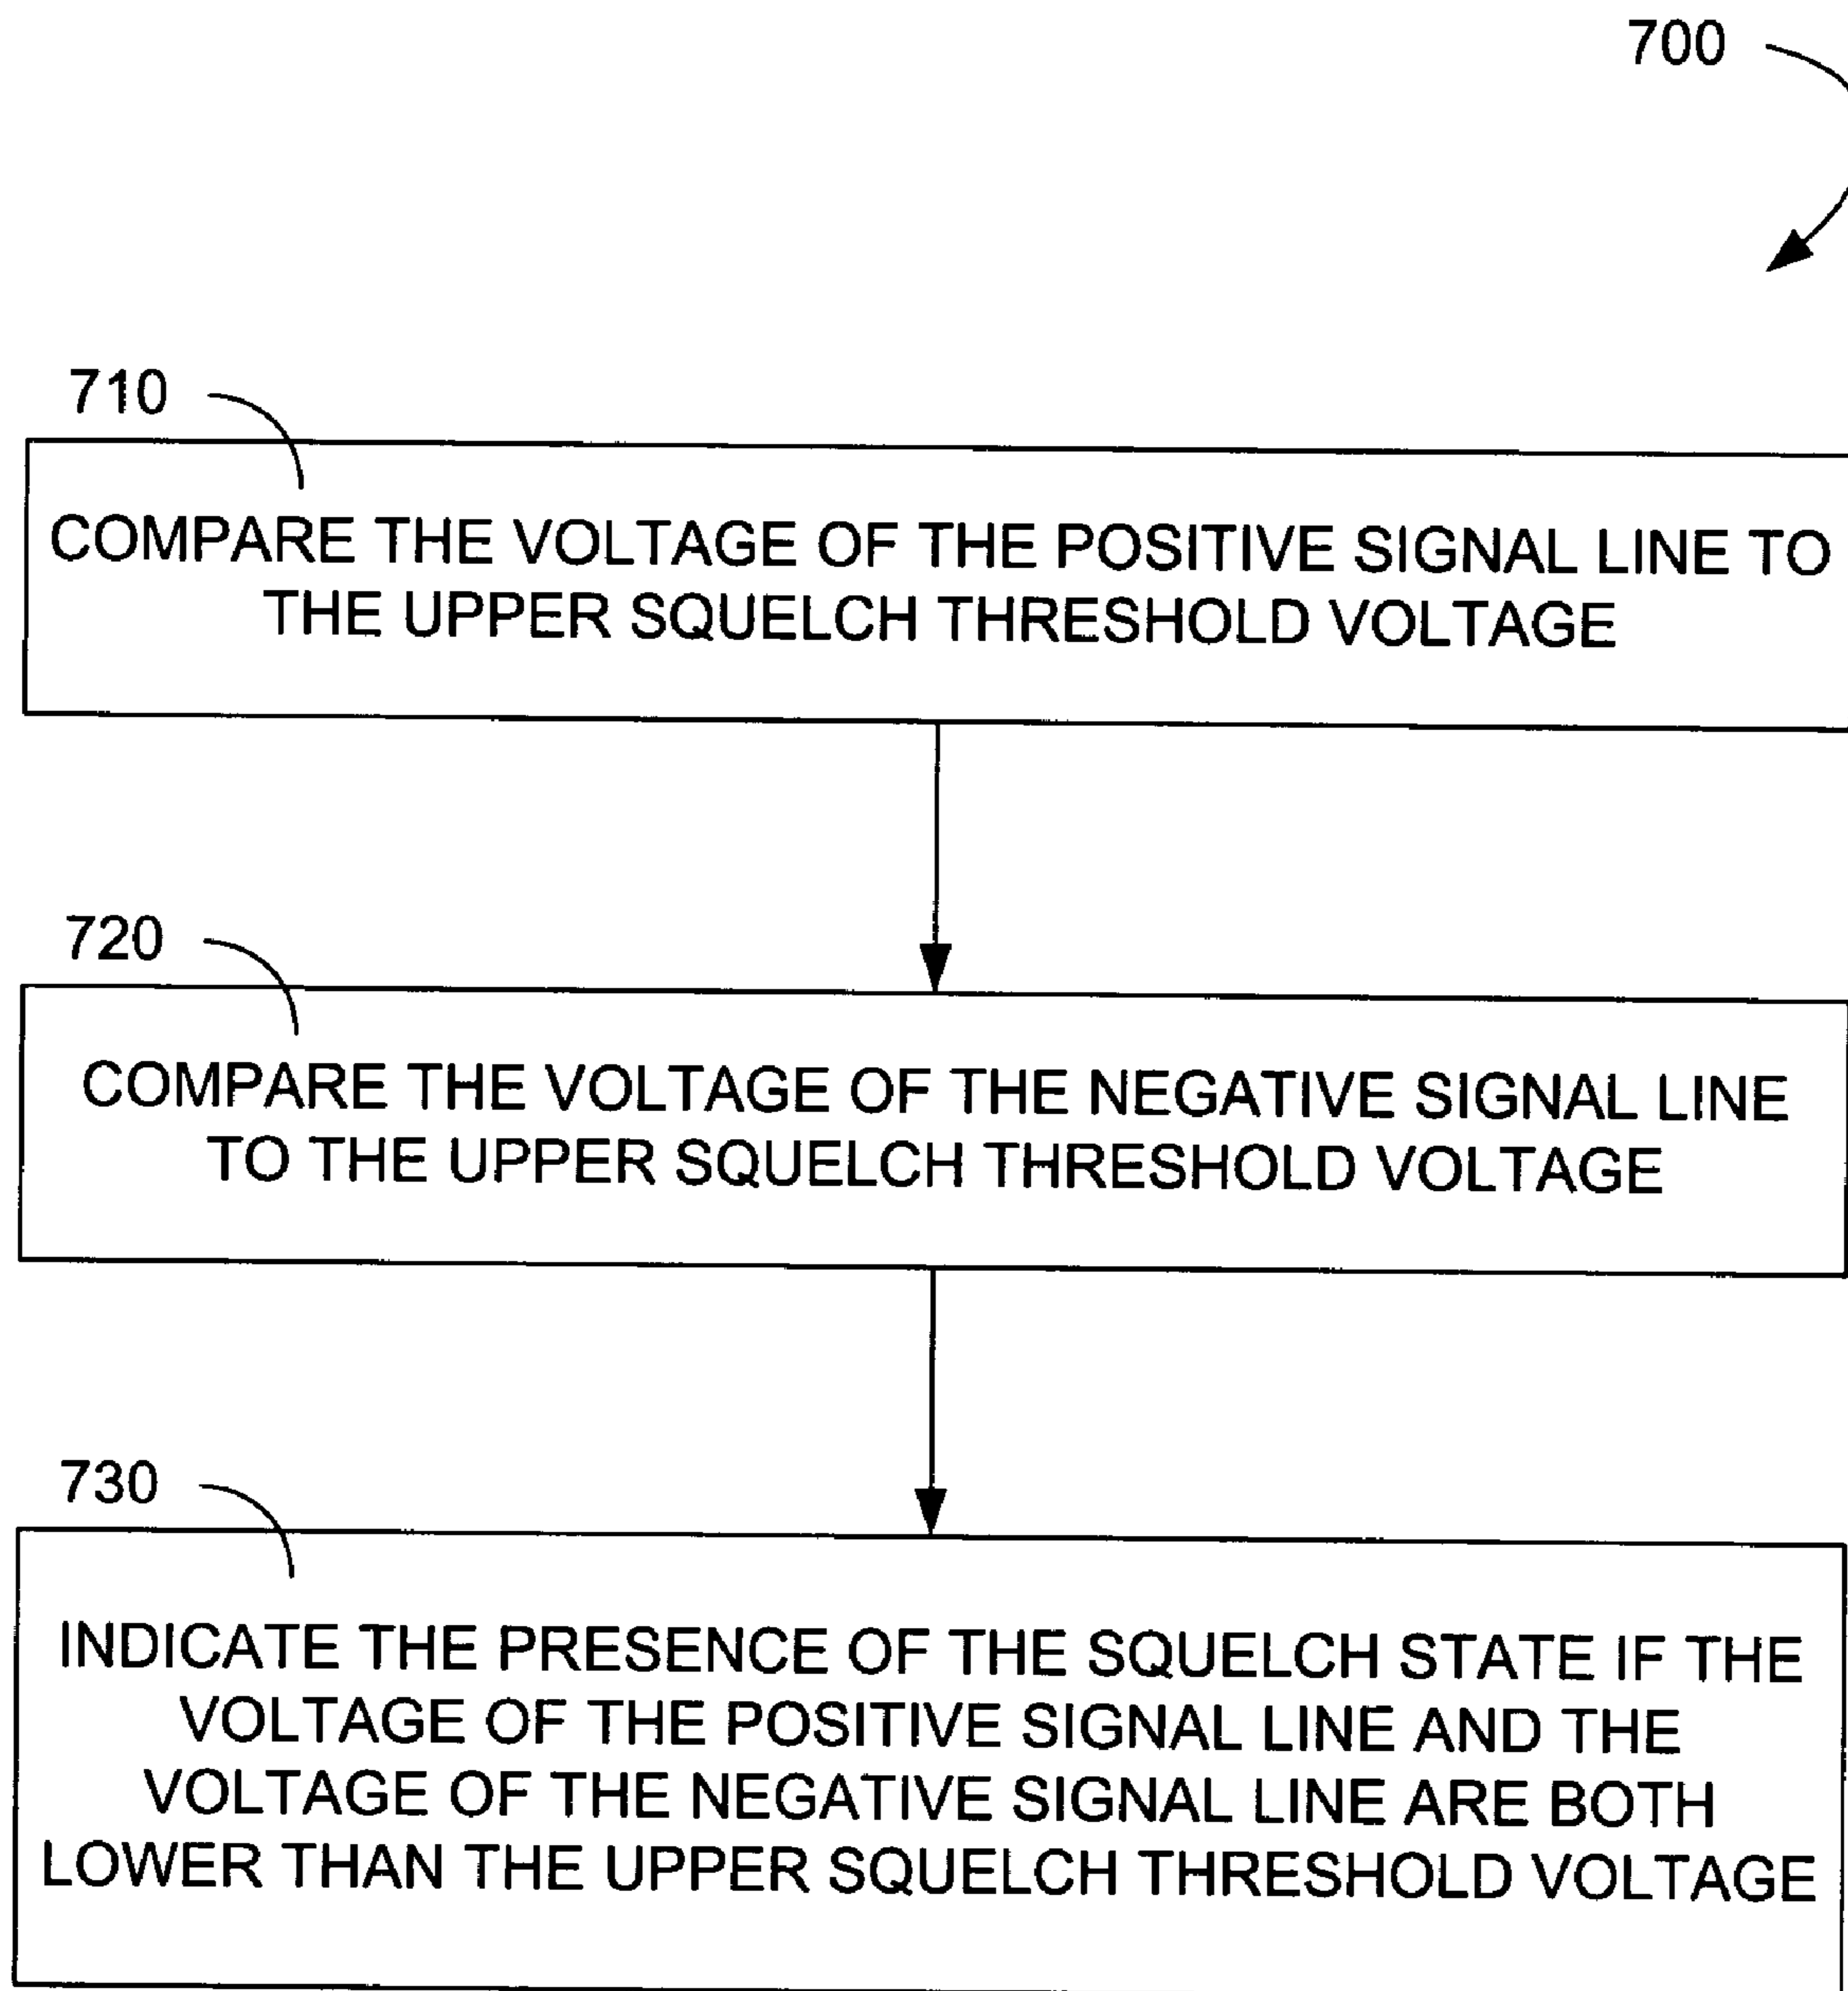 700
710
COMPARE THE VOLTAGE OF THE POSITIVE SIGNAL LINE TO
THE UPPER SQUELCH THRESHOLD VOLTAGE
720
COMPARE THE VOLTAGE OF THE NEGATIVE SIGNAL LINE
TO THE UPPER SQUELCH THRESHOLD VOLTAGE
730
INDICATE THE PRESENCE OF THE SQUELCH STATE IF THE
VOLTAGE OF THE POSITIVE SIGNAL LINE AND THE
VOLTAGE OF THE NEGATIVE SIGNAL LINE ARE BOTH
LOWER THAN THE UPPER SQUELCH THRESHOLD VOLTAGE